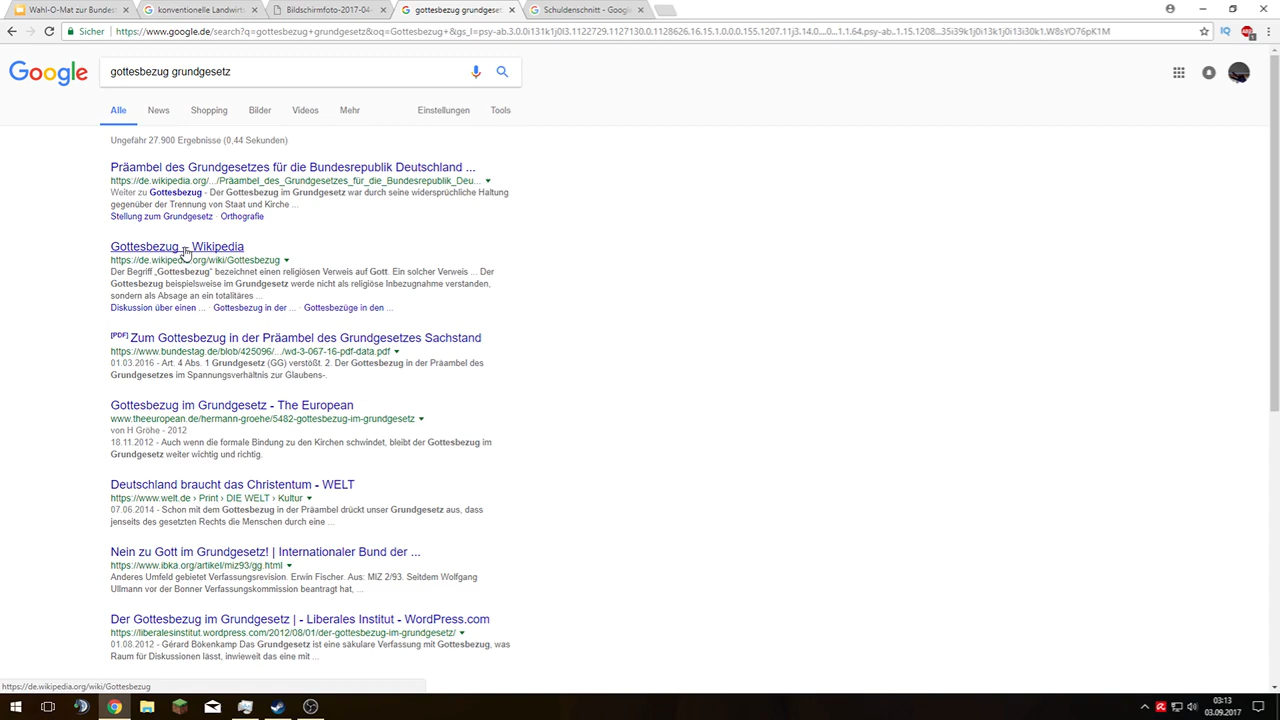 Wahl-O-Mat zur Bundest
konventionelle Landwirts
Bildschirmfoto-2017-04-
gottesbezug grundgeset
Schuldenschnitt - Google
Sicher
https://www.google.de/search?q=gottesbezug+grundgesetz&oq=Gottesbezug+&gs_l=psy-ab.3.0.0i131k1j0l3.1122729.1127130.0.1128626.16.15.1.0.0.0.155.1207.11j3.14.0....0...1.1.64.psy-ab..1.15.1208...35i39k1j0i13k1j0i13i30k1.W8sYO76pK1M
Google
gottesbezug grundgesetz
Alle News Shopping Bilder Videos Mehr Einstellungen Tools
Ungefähr 27.900 Ergebnisse (0,44 Sekunden)
Präambel des Grundgesetzes für die Bundesrepublik Deutschland ...
https://de.wikipedia.org/.../Präambel_des_Grundgesetzes_für_die_Bundesrepublik_Deu...
Weiter zu Gottesbezug - Der Gottesbezug im Grundgesetz war durch seine widersprüchliche Haltung
gegenüber der Trennung von Staat und Kirche ...
Stellung zum Grundgesetz · Orthografie
Gottesbezug – Wikipedia
https://de.wikipedia.org/wiki/Gottesbezug
Der Begriff „Gottesbezug“ bezeichnet einen religiösen Verweis auf Gott. Ein solcher Verweis ... Der
Gottesbezug beispielsweise im Grundgesetz werde nicht als religiöse Inbezugnahme verstanden,
sondern als Absage an ein totalitäres ...
Diskussion über einen ... · Gottesbezug in der ... · Gottesbezüge in den ...
[PDF] Zum Gottesbezug in der Präambel des Grundgesetzes Sachstand
https://www.bundestag.de/blob/425096/.../wd-3-067-16-pdf-data.pdf
01.03.2016 - Art. 4 Abs. 1 Grundgesetz (GG) verstößt. 2. Der Gottesbezug in der Präambel des
Grundgesetzes im Spannungsverhältnis zur Glaubens-.
Gottesbezug im Grundgesetz - The European
www.theeuropean.de/hermann-groehe/5482-gottesbezug-im-grundgesetz
von H Gröhe - 2012
18.11.2012 - Auch wenn die formale Bindung zu den Kirchen schwindet, bleibt der Gottesbezug im
Grundgesetz weiter wichtig und richtig.
Deutschland braucht das Christentum - WELT
https://www.welt.de › Print › DIE WELT › Kultur
07.06.2014 - Schon mit dem Gottesbezug in der Präambel drückt unser Grundgesetz aus, dass
jenseits des gesetzten Rechts die Menschen durch eine ...
Nein zu Gott im Grundgesetz! | Internationaler Bund der ...
https://www.ibka.org/artikel/miz93/gg.html
Anderes Umfeld gebietet Verfassungsrevision. Erwin Fischer. Aus: MIZ 2/93. Seitdem Wolfgang
Ullmann vor der Bonner Verfassungskommission beantragt hat, ...
Der Gottesbezug im Grundgesetz | - Liberales Institut - WordPress.com
https://liberalesinstitut.wordpress.com/2012/08/01/der-gottesbezug-im-grundgesetz/
01.08.2012 - Gérard Bökenkamp Das Grundgesetz ist eine säkulare Verfassung mit Gottesbezug, was
Raum für Diskussionen lässt, inwieweit das eine mit ...
https://de.wikipedia.org/wiki/Gottesbezug
03:13
03.09.2017